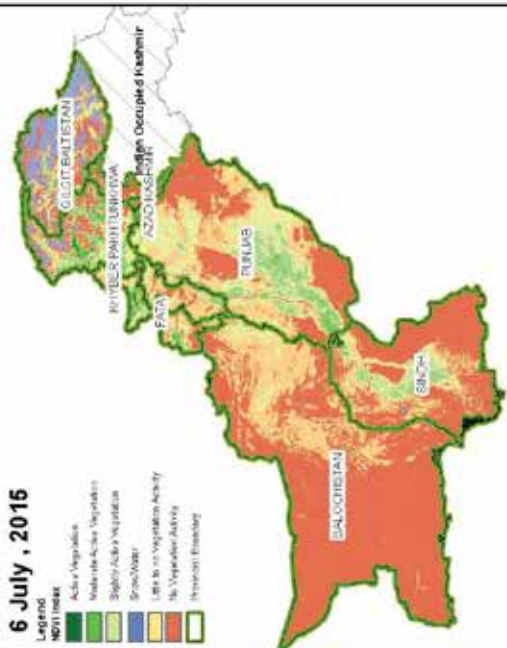 6 July , 2015
Legend
NDVI Index
Active Vegetation
Moderate Active Vegetation
Slightly Active Vegetation
Snow/Water
Little to no Vegetation Activity
No Vegetation Activity
Provincial Boundary
GILGIT BALTISTAN
KHYBER PAKHTUNKHWA
Indian Occupied Kashmir
AZAD KASHMIR
FATA
PUNJAB
BALOCHISTAN
SINDH